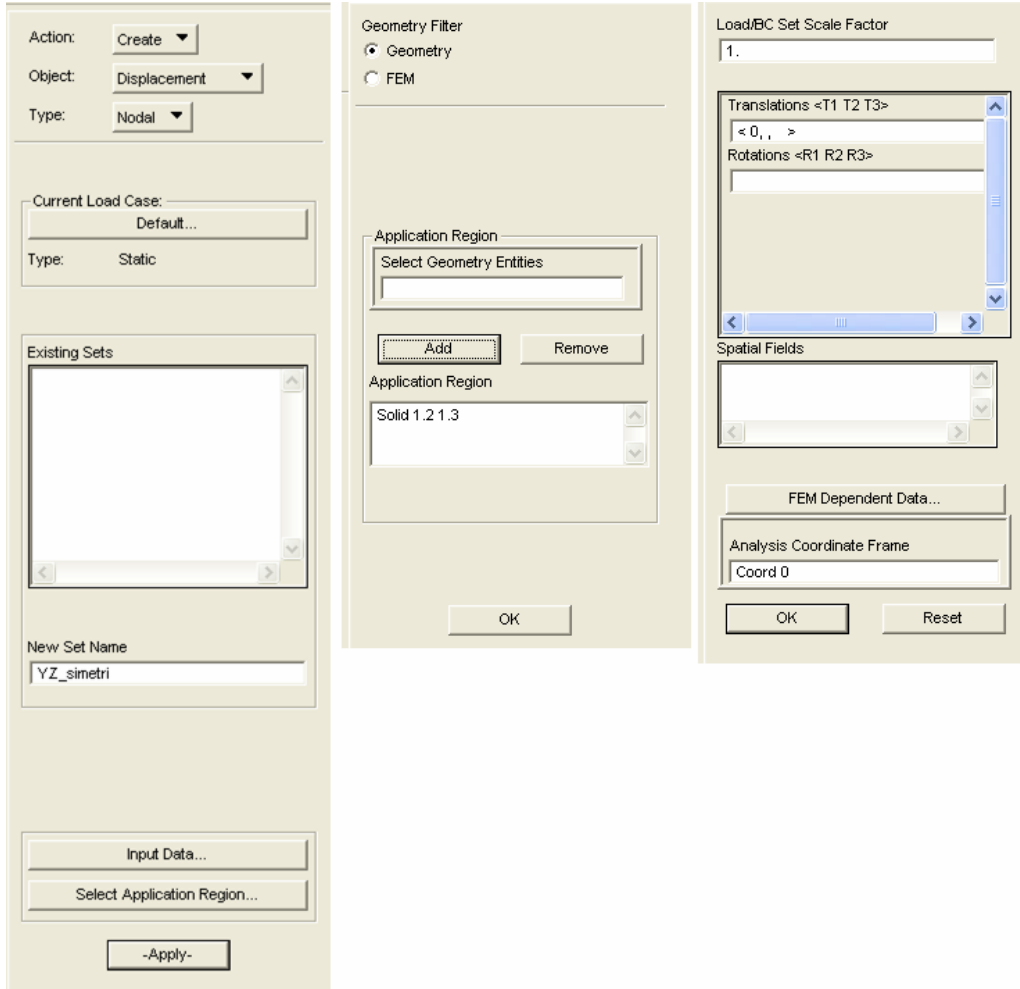 Action: Create
Object: Displacement
Type: Nodal
Current Load Case:
Default...
Type: Static
Existing Sets
New Set Name
YZ_simetri
Input Data...
Select Application Region...
-Apply-
Geometry Filter
Geometry
FEM
Application Region
Select Geometry Entities
Add Remove
Application Region
Solid 1.2 1.3
OK
Load/BC Set Scale Factor
1.
Translations <T1 T2 T3>
< 0, , >
Rotations <R1 R2 R3>
Spatial Fields
FEM Dependent Data...
Analysis Coordinate Frame
Coord 0
OK Reset